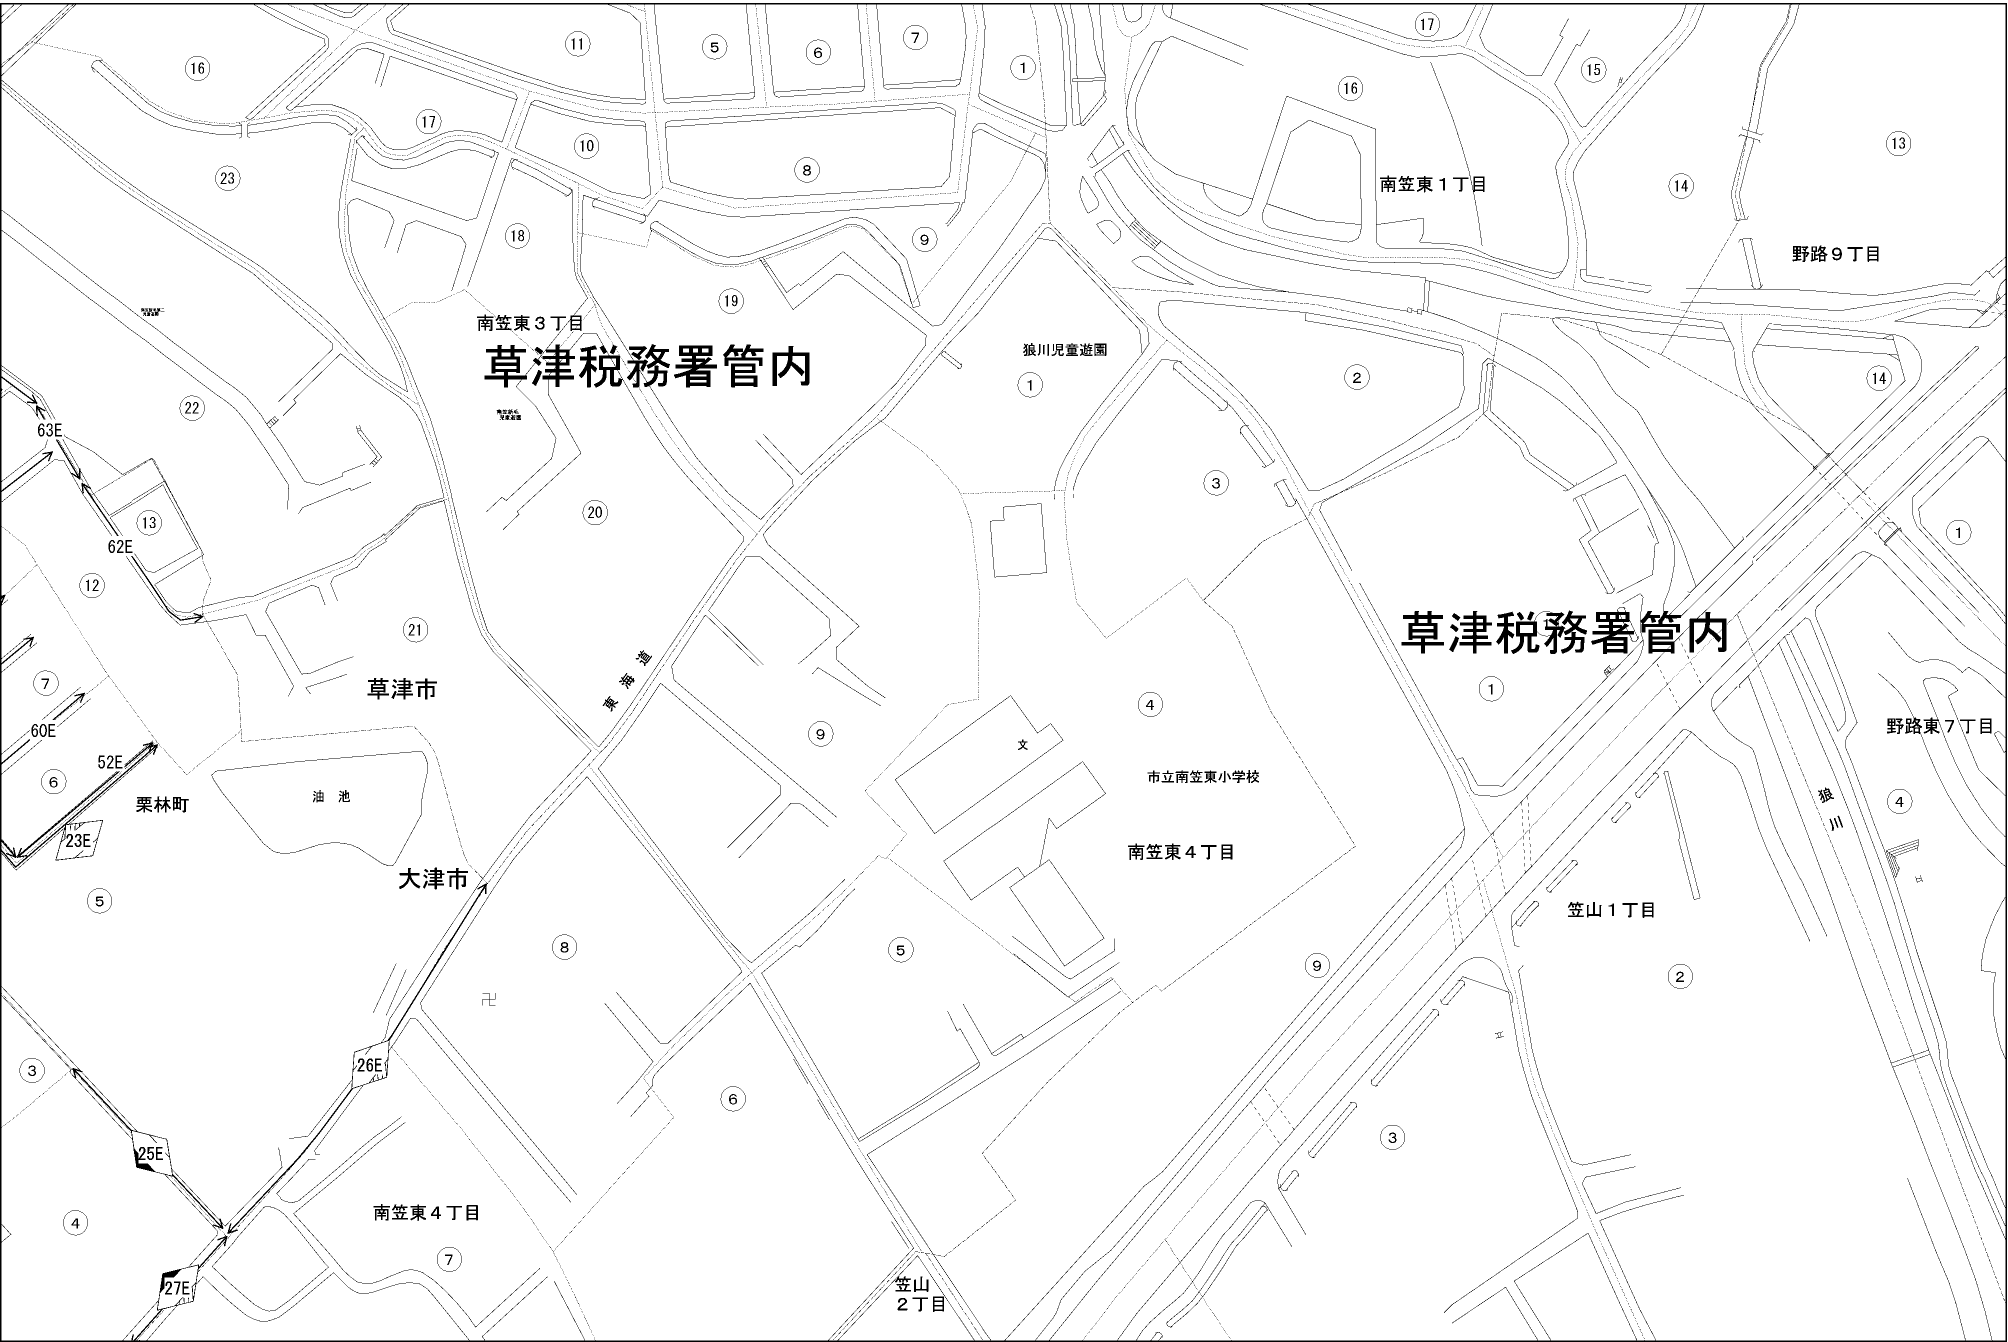 ⑪
⑤
⑥
⑦
①
⑰
⑯
⑮
⑯
⑰
⑩
⑧
⑬
㉓
南笠東１丁目
⑭
⑱
⑨
野路９丁目
⑲
南笠東３丁目
草津税務署管内
狼川児童遊園
①
②
⑭
㉒
63E
③
⑳
⑬
62E
①
⑫
㉑
草津税務署管内
東海道
⑦
草津市
①
④
60E
⑨
文
野路東７丁目
52E
⑥
栗林町
油池
市立南笠東小学校
狼川
④
23E
南笠東４丁目
大津市
⑤
笠山１丁目
⑧
⑤
⑨
②
26E
③
⑥
25E
③
④
南笠東４丁目
⑦
27E
笠山
２丁目